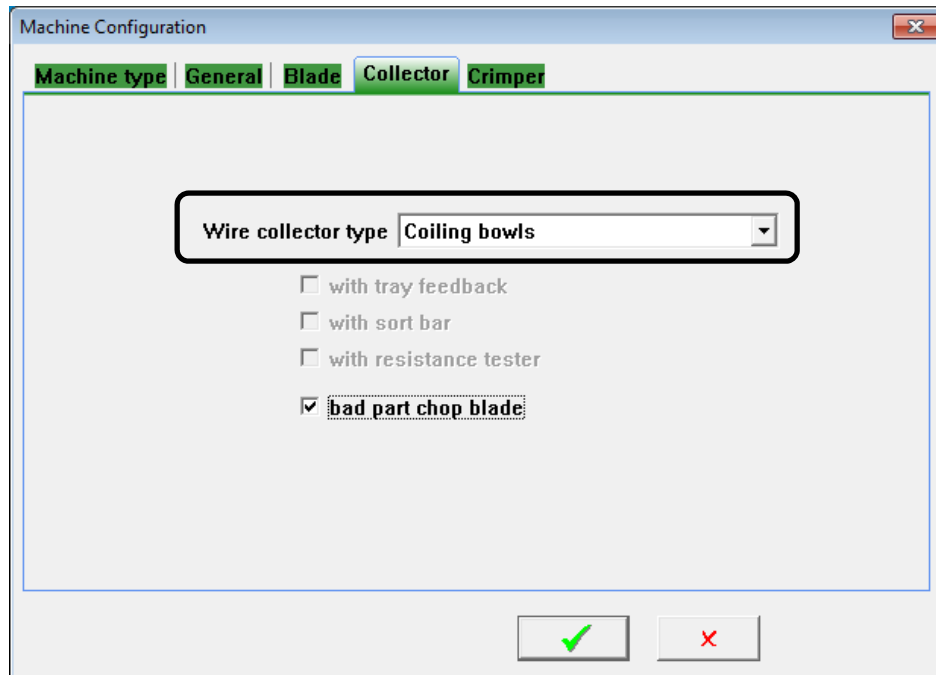 Machine Configuration
Machine type General Blade Collector Crimper
Wire collector type Coiling bowls
with tray feedback
with sort bar
with resistance tester
bad part chop blade